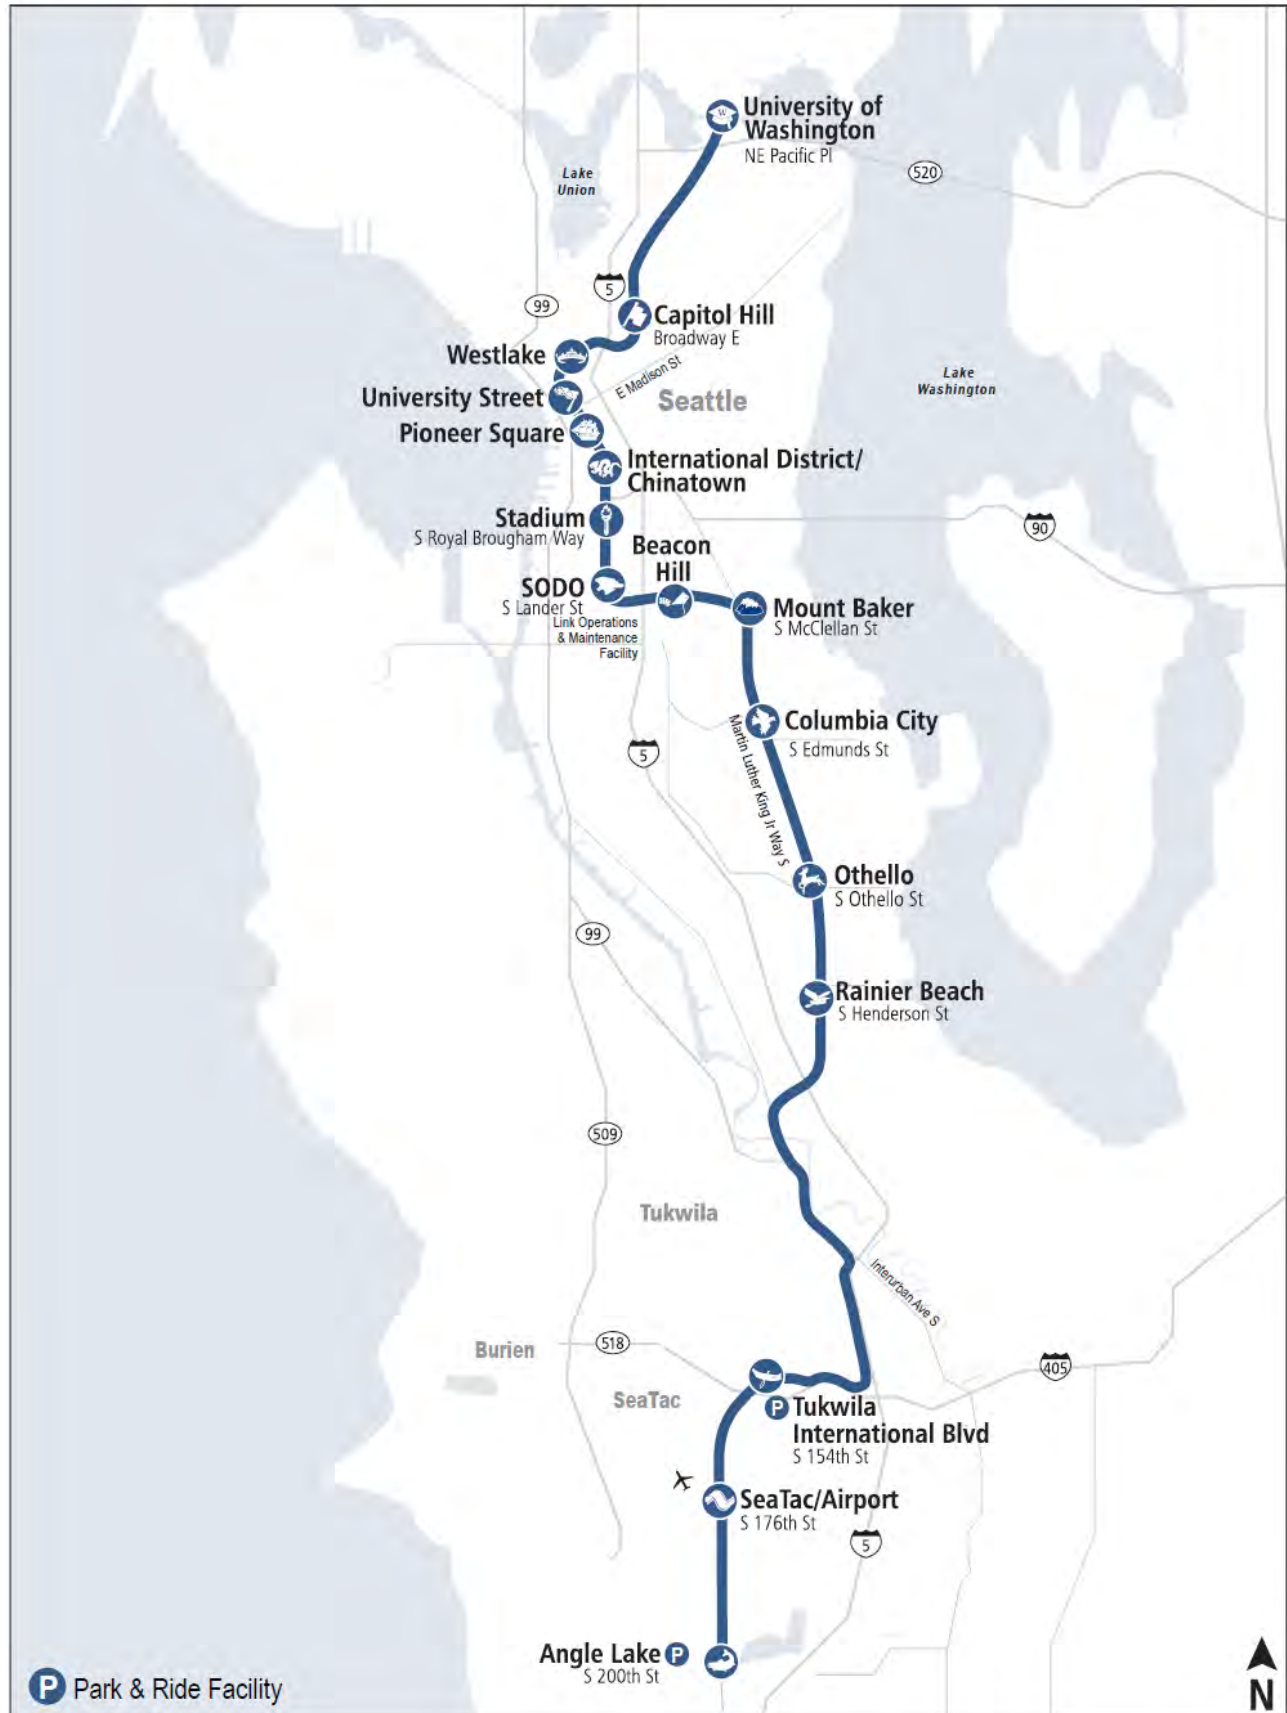 University of
Washington
NE Pacific Pl
520
Lake
Union
5
99
Capitol Hill
Broadway E
Westlake
E Madison St
Lake
Washington
University Street
Seattle
Pioneer Square
International District/
Chinatown
Stadium
S Royal Brougham Way
90
Beacon
Hill
SODO
S Lander St
Mount Baker
S McClellan St
Link Operations
& Maintenance
Facility
Columbia City
S Edmunds St
Martin Luther King Jr Way S
5
Othello
S Othello St
99
Rainier Beach
S Henderson St
509
Tukwila
Interurban Ave S
518
Burien
405
SeaTac
P Tukwila
International Blvd
S 154th St
SeaTac/Airport
S 176th St
5
Angle Lake P
S 200th St
P Park & Ride Facility
N